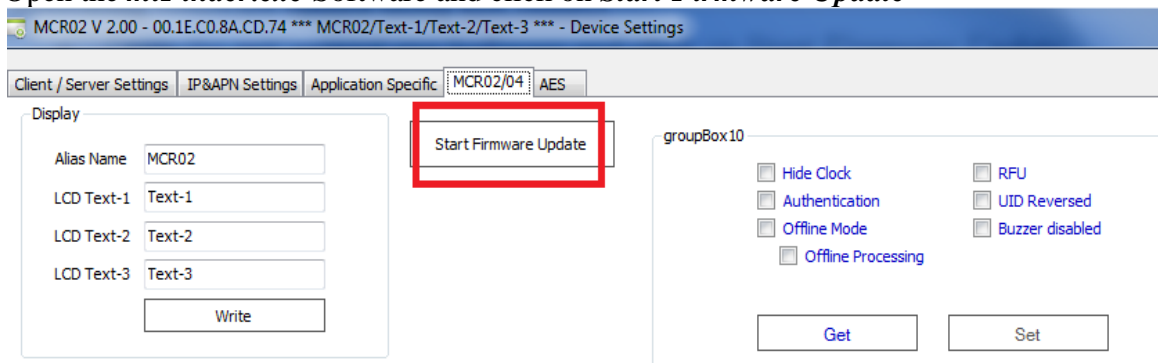 MCR02 V 2.00 - 00.1E.C0.8A.CD.74 *** MCR02/Text-1/Text-2/Text-3 *** - Device Settings
Client / Server Settings IP&APN Settings Application Specific MCR02/04 AES
Display
Alias Name MCR02
LCD Text-1 Text-1
LCD Text-2 Text-2
LCD Text-3 Text-3
Write
Start Firmware Update
groupBox10
Hide Clock RFU
Authentication UID Reversed
Offline Mode Buzzer disabled
Offline Processing
Get Set